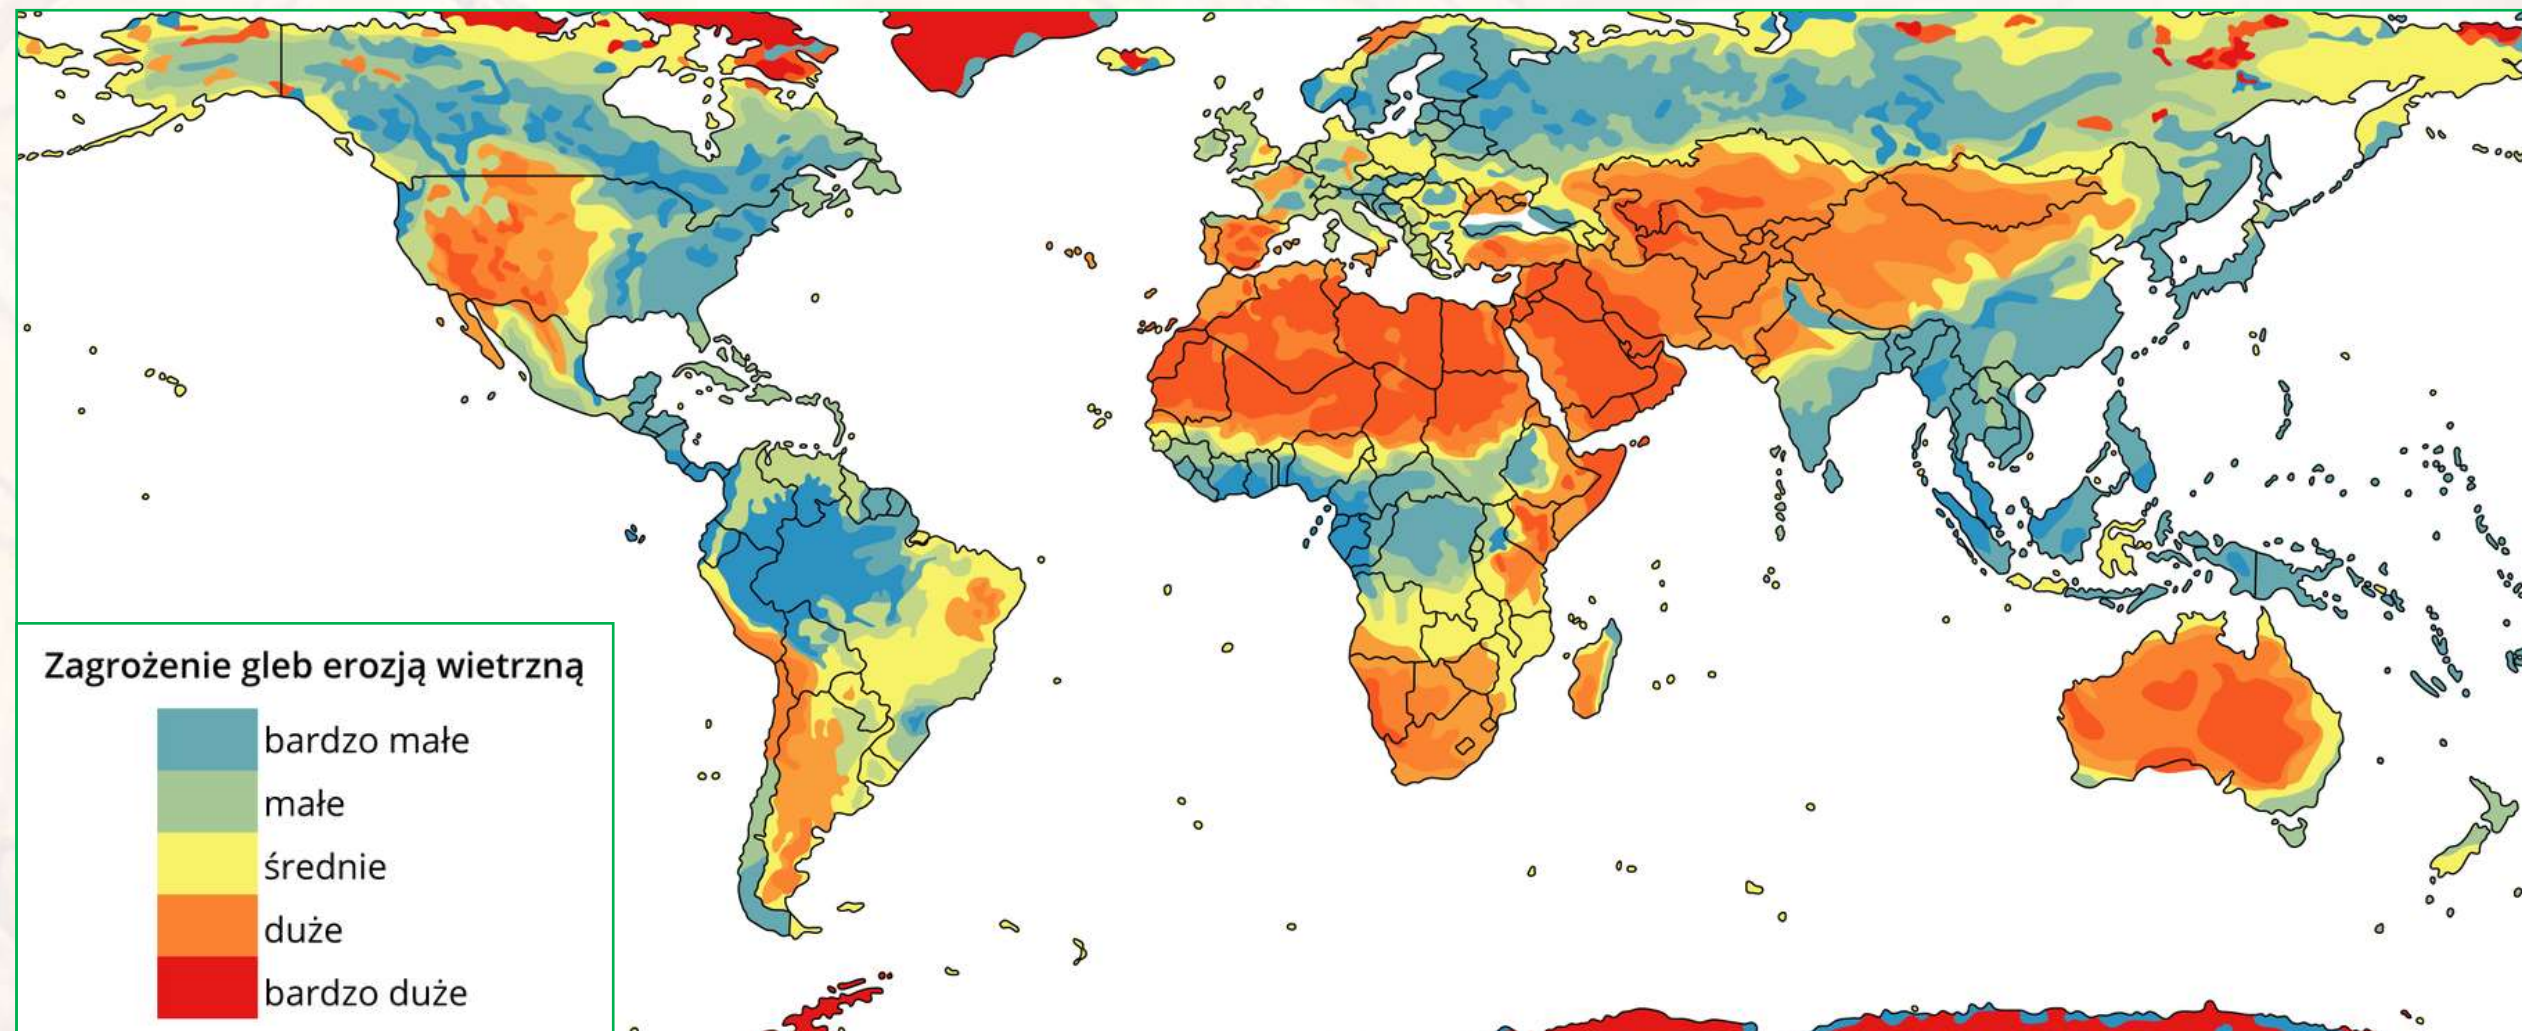 Zagrożenie gleb erozją wietrzną
bardzo małe
małe
średnie
duże
bardzo duże